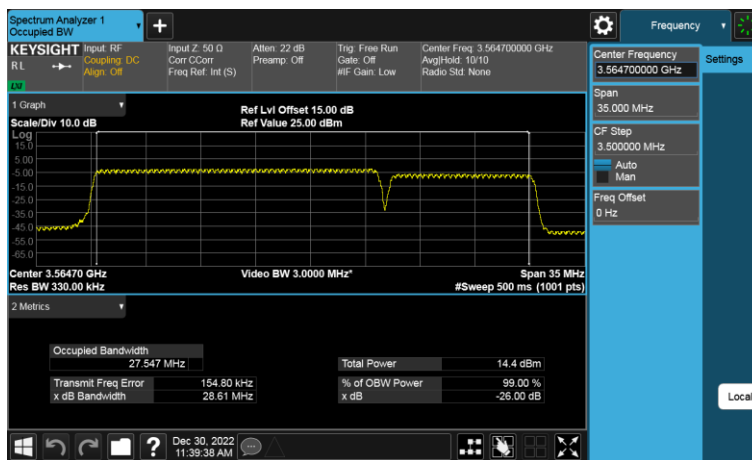 Spectrum Analyzer 1
Occupied BW
Frequency
KEYSIGHT
R L
Input: RF
Coupling: DC
Align: Off
Input Z: 50 Ω
Corr CCorr
Freq Ref: Int (S)
Atten: 22 dB
Preamp: Off
Trig: Free Run
Gate: Off
#IF Gain: Low
Center Freq: 3.564700000 GHz
Avg|Hold: 10/10
Radio Std: None
1 Graph
Scale/Div 10.0 dB
Ref Lvl Offset 15.00 dB
Ref Value 25.00 dBm
Log
15.0
5.00
-5.00
-15.0
-25.0
-35.0
-45.0
-55.0
-65.0
Center 3.56470 GHz
Res BW 330.00 kHz
Video BW 3.0000 MHz*
Span 35 MHz
#Sweep 500 ms (1001 pts)
2 Metrics
Occupied Bandwidth
27.547 MHz
Transmit Freq Error 154.80 kHz
x dB Bandwidth 28.61 MHz
Total Power 14.4 dBm
% of OBW Power 99.00 %
x dB -26.00 dB
Center Frequency
3.564700000 GHz
Span
35.000 MHz
CF Step
3.500000 MHz
Auto
Man
Freq Offset
0 Hz
Settings
Local
?
Dec 30, 2022
11:39:38 AM